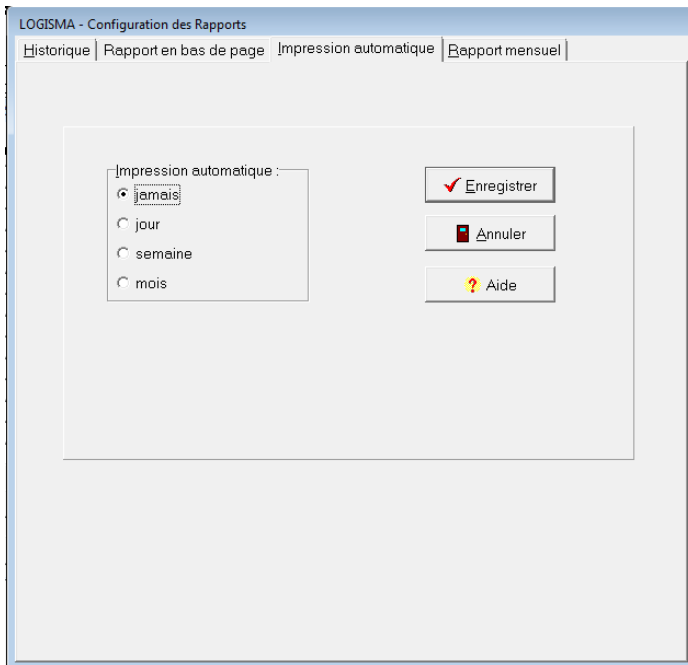 LOGISMA - Configuration des Rapports
Historique Rapport en bas de page Impression automatique Rapport mensuel
Impression automatique :
jamais
jour
semaine
mois
Enregistrer
Annuler
? Aide